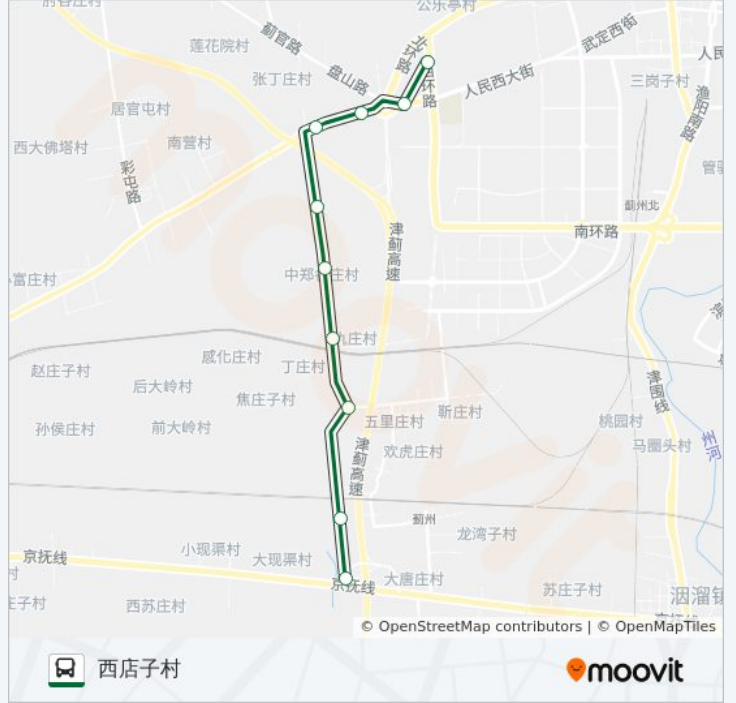 公乐亭村
蓟官路
武定西街
莲花院村
北环路
人民
盘山路
张丁庄村
人民西大街
三岗子村
环路
渔阳南路
居官屯村
南营村
西大佛塔村
彩屯路
管
蓟州北
南环路
津蓟高速
中郑
庄村
富庄村
九庄村
感化庄村
丁庄村
赵庄子村
后大岭村
焦庄子村
津围线
靳庄村
五里庄村
桃园村
孙侯庄村
前大岭村
马圈头村
州河
欢虎庄村
津蓟高速
蓟州
龙湾子村
小现渠村
京抚线
大现渠村
村
大唐庄村
京抚线
苏庄子村
洇溜镇
庄子村
西苏庄村
© OpenStreetMap contributors | © OpenMapTiles
西店子村
moovit